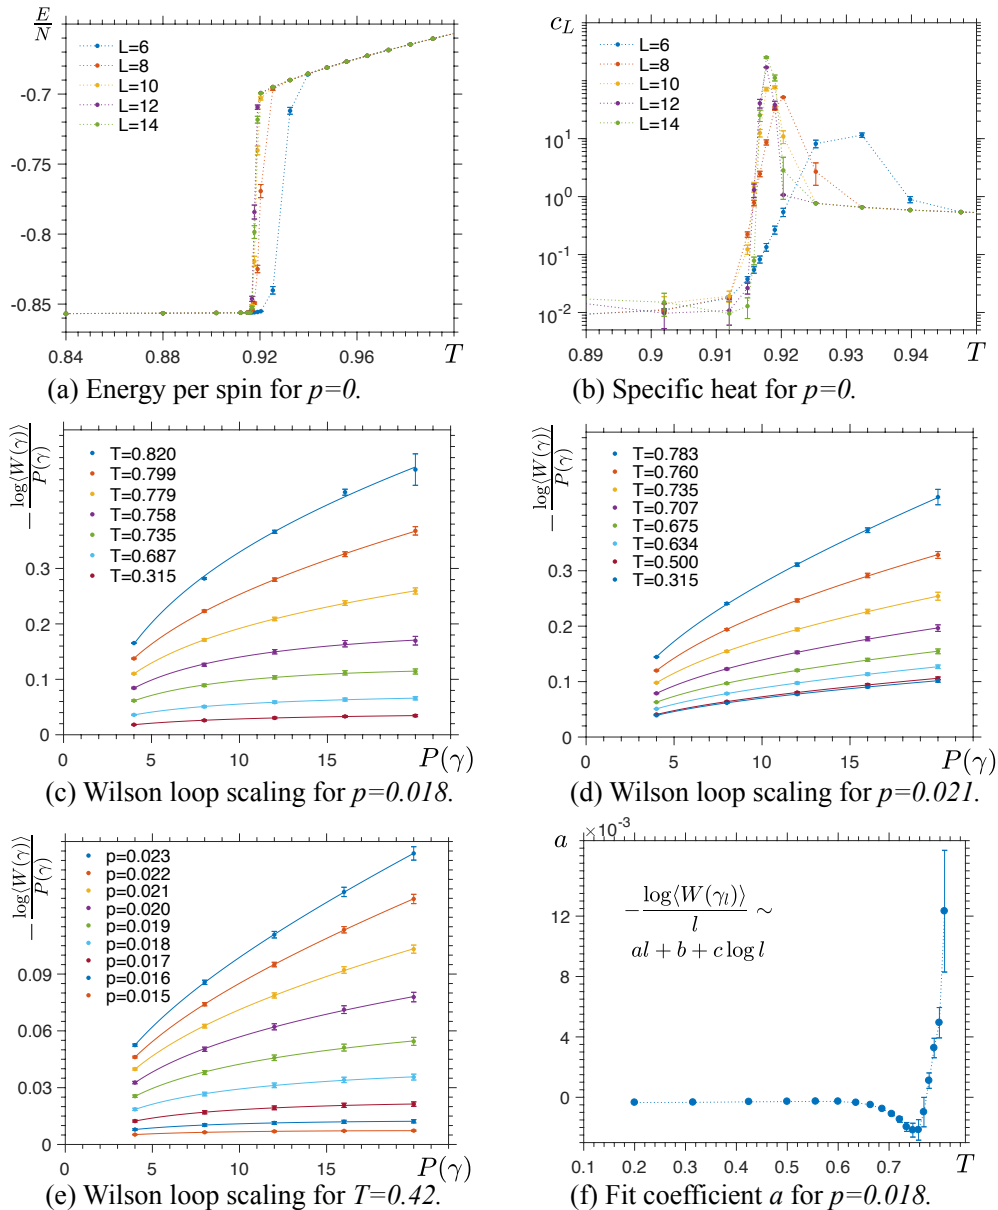 E/N
L=6
L=8
L=10
L=12
L=14
-0.7
-0.75
-0.8
-0.85
0.84 0.88 0.92 0.96 T
(a) Energy per spin for p=0.
c_L
L=6
L=8
L=10
L=12
L=14
10^1
10^0
10^-1
10^-2
0.89 0.9 0.91 0.92 0.93 0.94 T
(b) Specific heat for p=0.
− log⟨W(γ)⟩ / P(γ)
T=0.820
T=0.799
T=0.779
T=0.758
T=0.735
T=0.687
T=0.315
0.3
0.2
0.1
0
0 5 10 15 P(γ)
(c) Wilson loop scaling for p=0.018.
− log⟨W(γ)⟩ / P(γ)
T=0.783
T=0.760
T=0.735
T=0.707
T=0.675
T=0.634
T=0.500
T=0.315
0.3
0.2
0.1
0
0 5 10 15 P(γ)
(d) Wilson loop scaling for p=0.021.
− log⟨W(γ)⟩ / P(γ)
p=0.023
p=0.022
p=0.021
p=0.020
p=0.019
p=0.018
p=0.017
p=0.016
p=0.015
0.09
0.06
0.03
0
0 5 10 15 P(γ)
(e) Wilson loop scaling for T=0.42.
a ×10^-3
− log⟨W(γ_l)⟩ / l ∼
al + b + c log l
12
8
4
0
0.1 0.2 0.3 0.4 0.5 0.6 0.7 T
(f) Fit coefficient a for p=0.018.